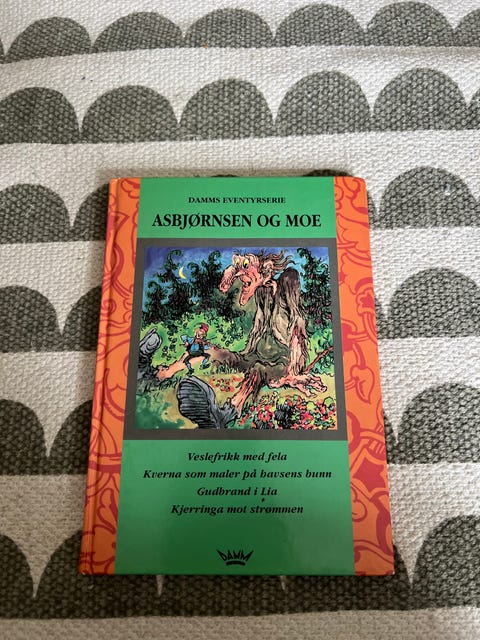 DAMMS EVENTYRSERIE
ASBJØRNSEN OG MOE
Veslefrikk med fela
Kverna som maler på havsens bunn
Gudbrand i Lia
Kjerringa mot strømmen
DAMM